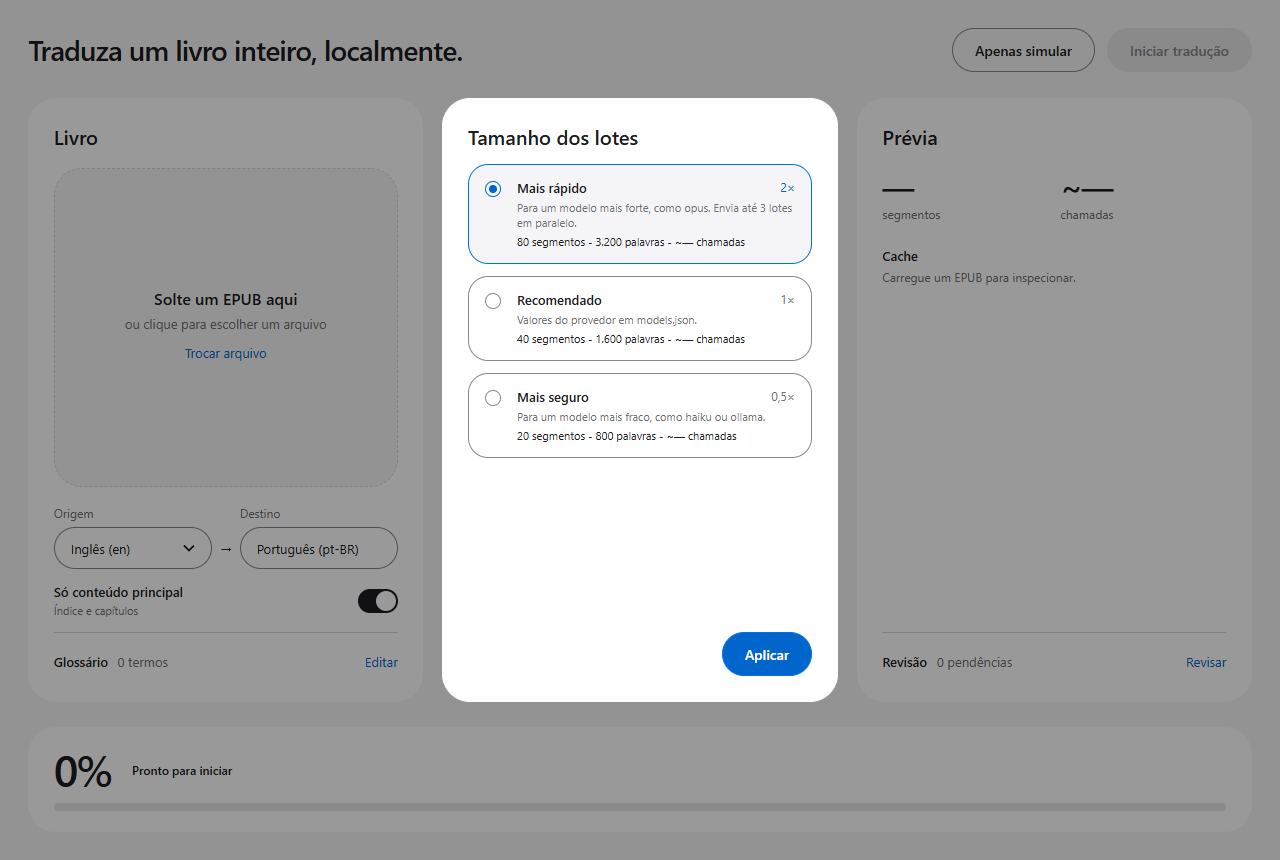 Traduza um livro inteiro, localmente.
Apenas simular
Iniciar tradução
Livro
Solte um EPUB aqui
ou clique para escolher um arquivo
Trocar arquivo
Origem
Destino
Inglês (en)
→
Português (pt-BR)
Só conteúdo principal
Índice e capítulos
Glossário 0 termos
Editar
Tamanho dos lotes
Mais rápido 2×
Para um modelo mais forte, como opus. Envia até 3 lotes
em paralelo.
80 segmentos - 3.200 palavras - ~— chamadas
Recomendado 1×
Valores do provedor em models.json.
40 segmentos - 1.600 palavras - ~— chamadas
Mais seguro 0,5×
Para um modelo mais fraco, como haiku ou ollama.
20 segmentos - 800 palavras - ~— chamadas
Aplicar
Prévia
— ~—
segmentos chamadas
Cache
Carregue um EPUB para inspecionar.
Revisão 0 pendências
Revisar
0% Pronto para iniciar